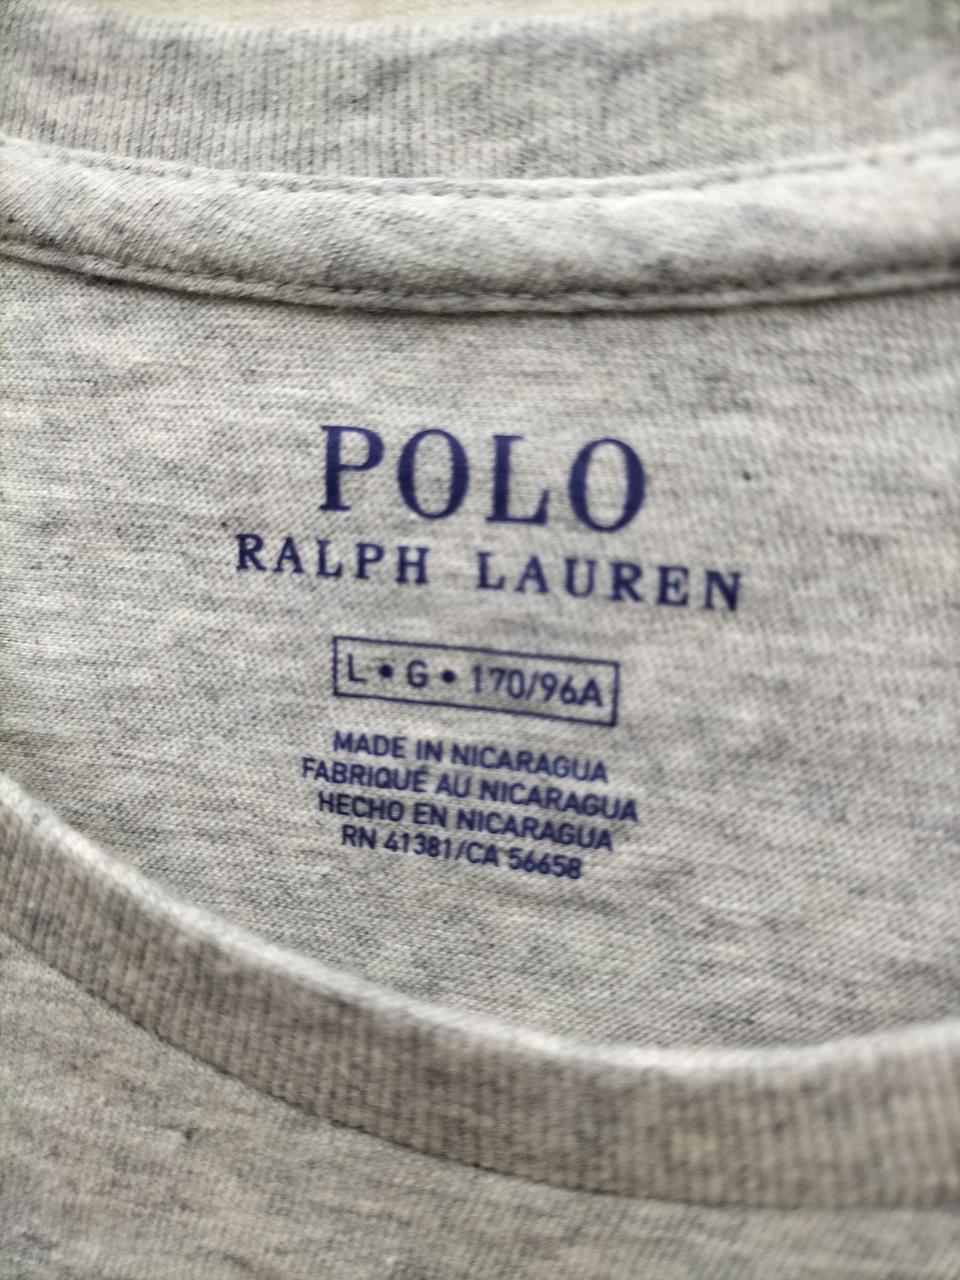 POLO
RALPH LAUREN
L • G • 170/96A
MADE IN NICARAGUA
FABRIQUÉ AU NICARAGUA
HECHO EN NICARAGUA
RN 41381/CA 56658